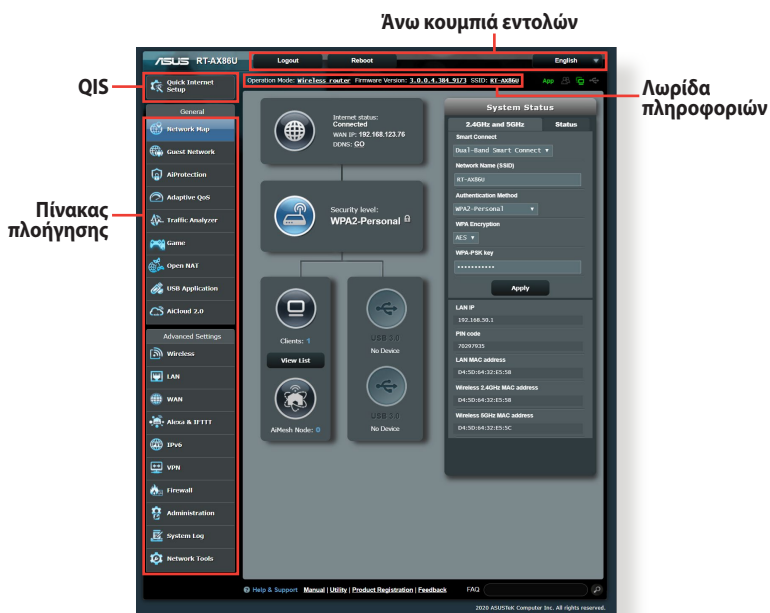 Άνω κουμπιά εντολών
ASUS RT-AX86U
Logout
Reboot
English
QIS
Quick Internet
Setup
Operation Mode: Wireless router Firmware Version: 3.0.0.4.384_9173 SSID: RT-AX86U
App
Λωρίδα
πληροφοριών
General
Network Map
Guest Network
AiProtection
Adaptive QoS
Traffic Analyzer
Game
Open NAT
USB Application
AiCloud 2.0
Πίνακας
πλοήγησης
Advanced Settings
Wireless
LAN
WAN
Alexa & IFTTT
IPv6
VPN
Firewall
Administration
System Log
Network Tools
Internet status:
Connected
WAN IP: 192.168.123.76
DDNS: GO
Security level:
WPA2-Personal
Clients: 1
View List
AiMesh Node: 0
USB 3.0
No Device
USB 3.0
No Device
System Status
2.4GHz and 5GHz
Status
Smart Connect
Dual-Band Smart Connect
Network Name (SSID)
RT-AX86U
Authentication Method
WPA2-Personal
WPA Encryption
AES
WPA-PSK key
•••••••••••
Apply
LAN IP
192.168.50.1
PIN code
70297935
LAN MAC address
D4:5D:64:32:E5:58
Wireless 2.4GHz MAC address
D4:5D:64:32:E5:58
Wireless 5GHz MAC address
D4:5D:64:32:E5:5C
Help & Support Manual | Utility | Product Registration | Feedback
FAQ
2020 ASUSTeK Computer Inc. All rights reserved.